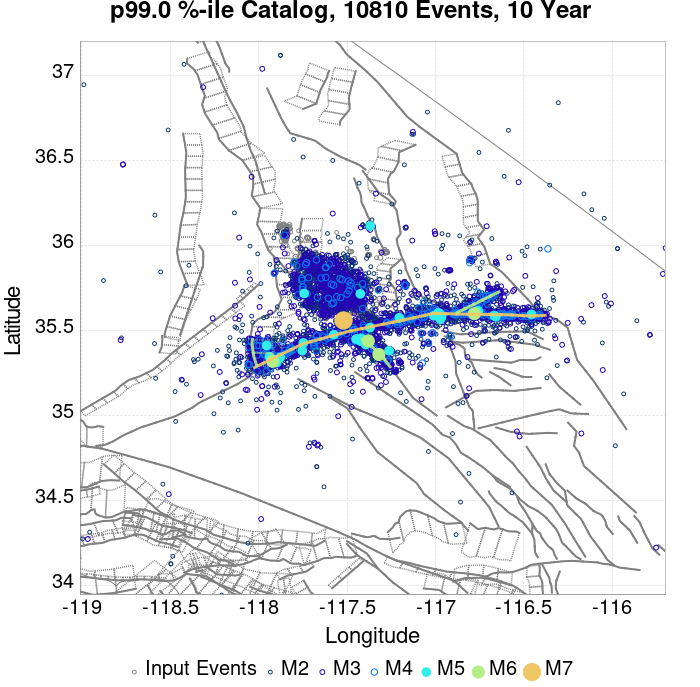 p99.0 %-ile Catalog, 10810 Events, 10 Year
37
36.5
36
35.5
35
34.5
34
Latitude
-119 -118.5 -118 -117.5 -117 -116.5 -116
Longitude
Input Events M2 M3 M4 M5 M6 M7